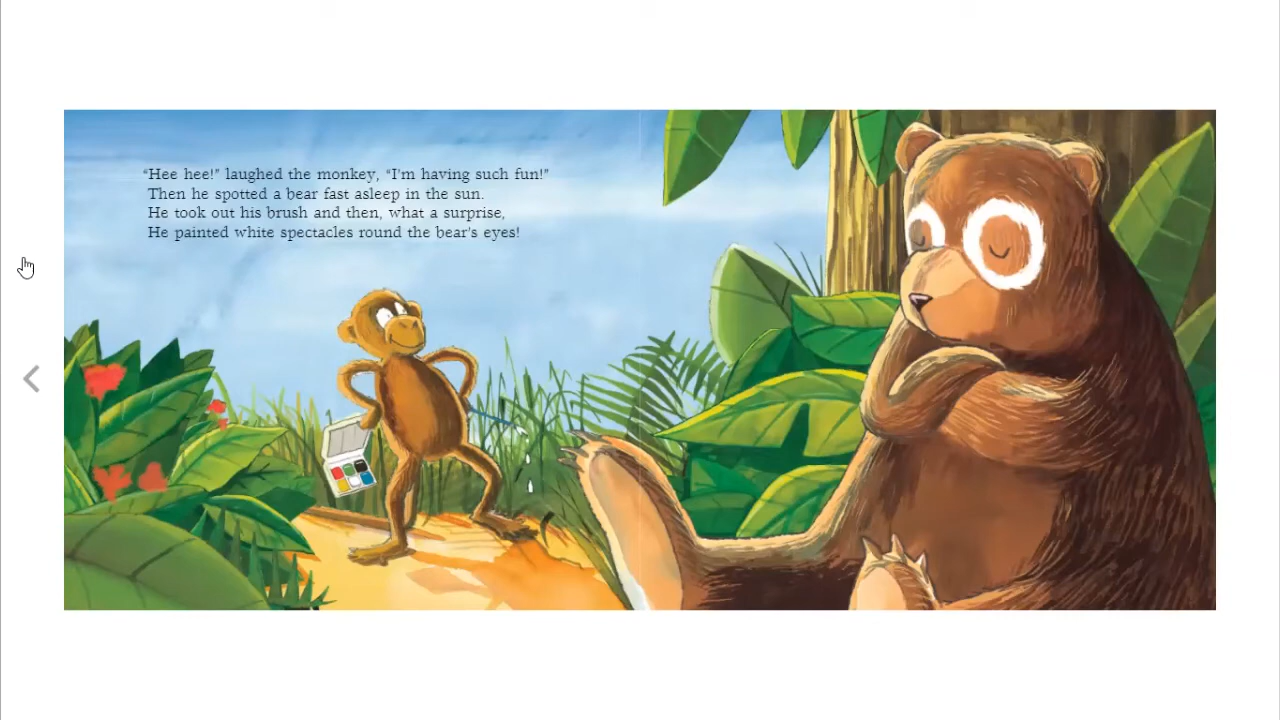 “Hee hee!” laughed the monkey, “I'm having such fun!”
Then he spotted a bear fast asleep in the sun.
He took out his brush and then, what a surprise,
He painted white spectacles round the bear's eyes!